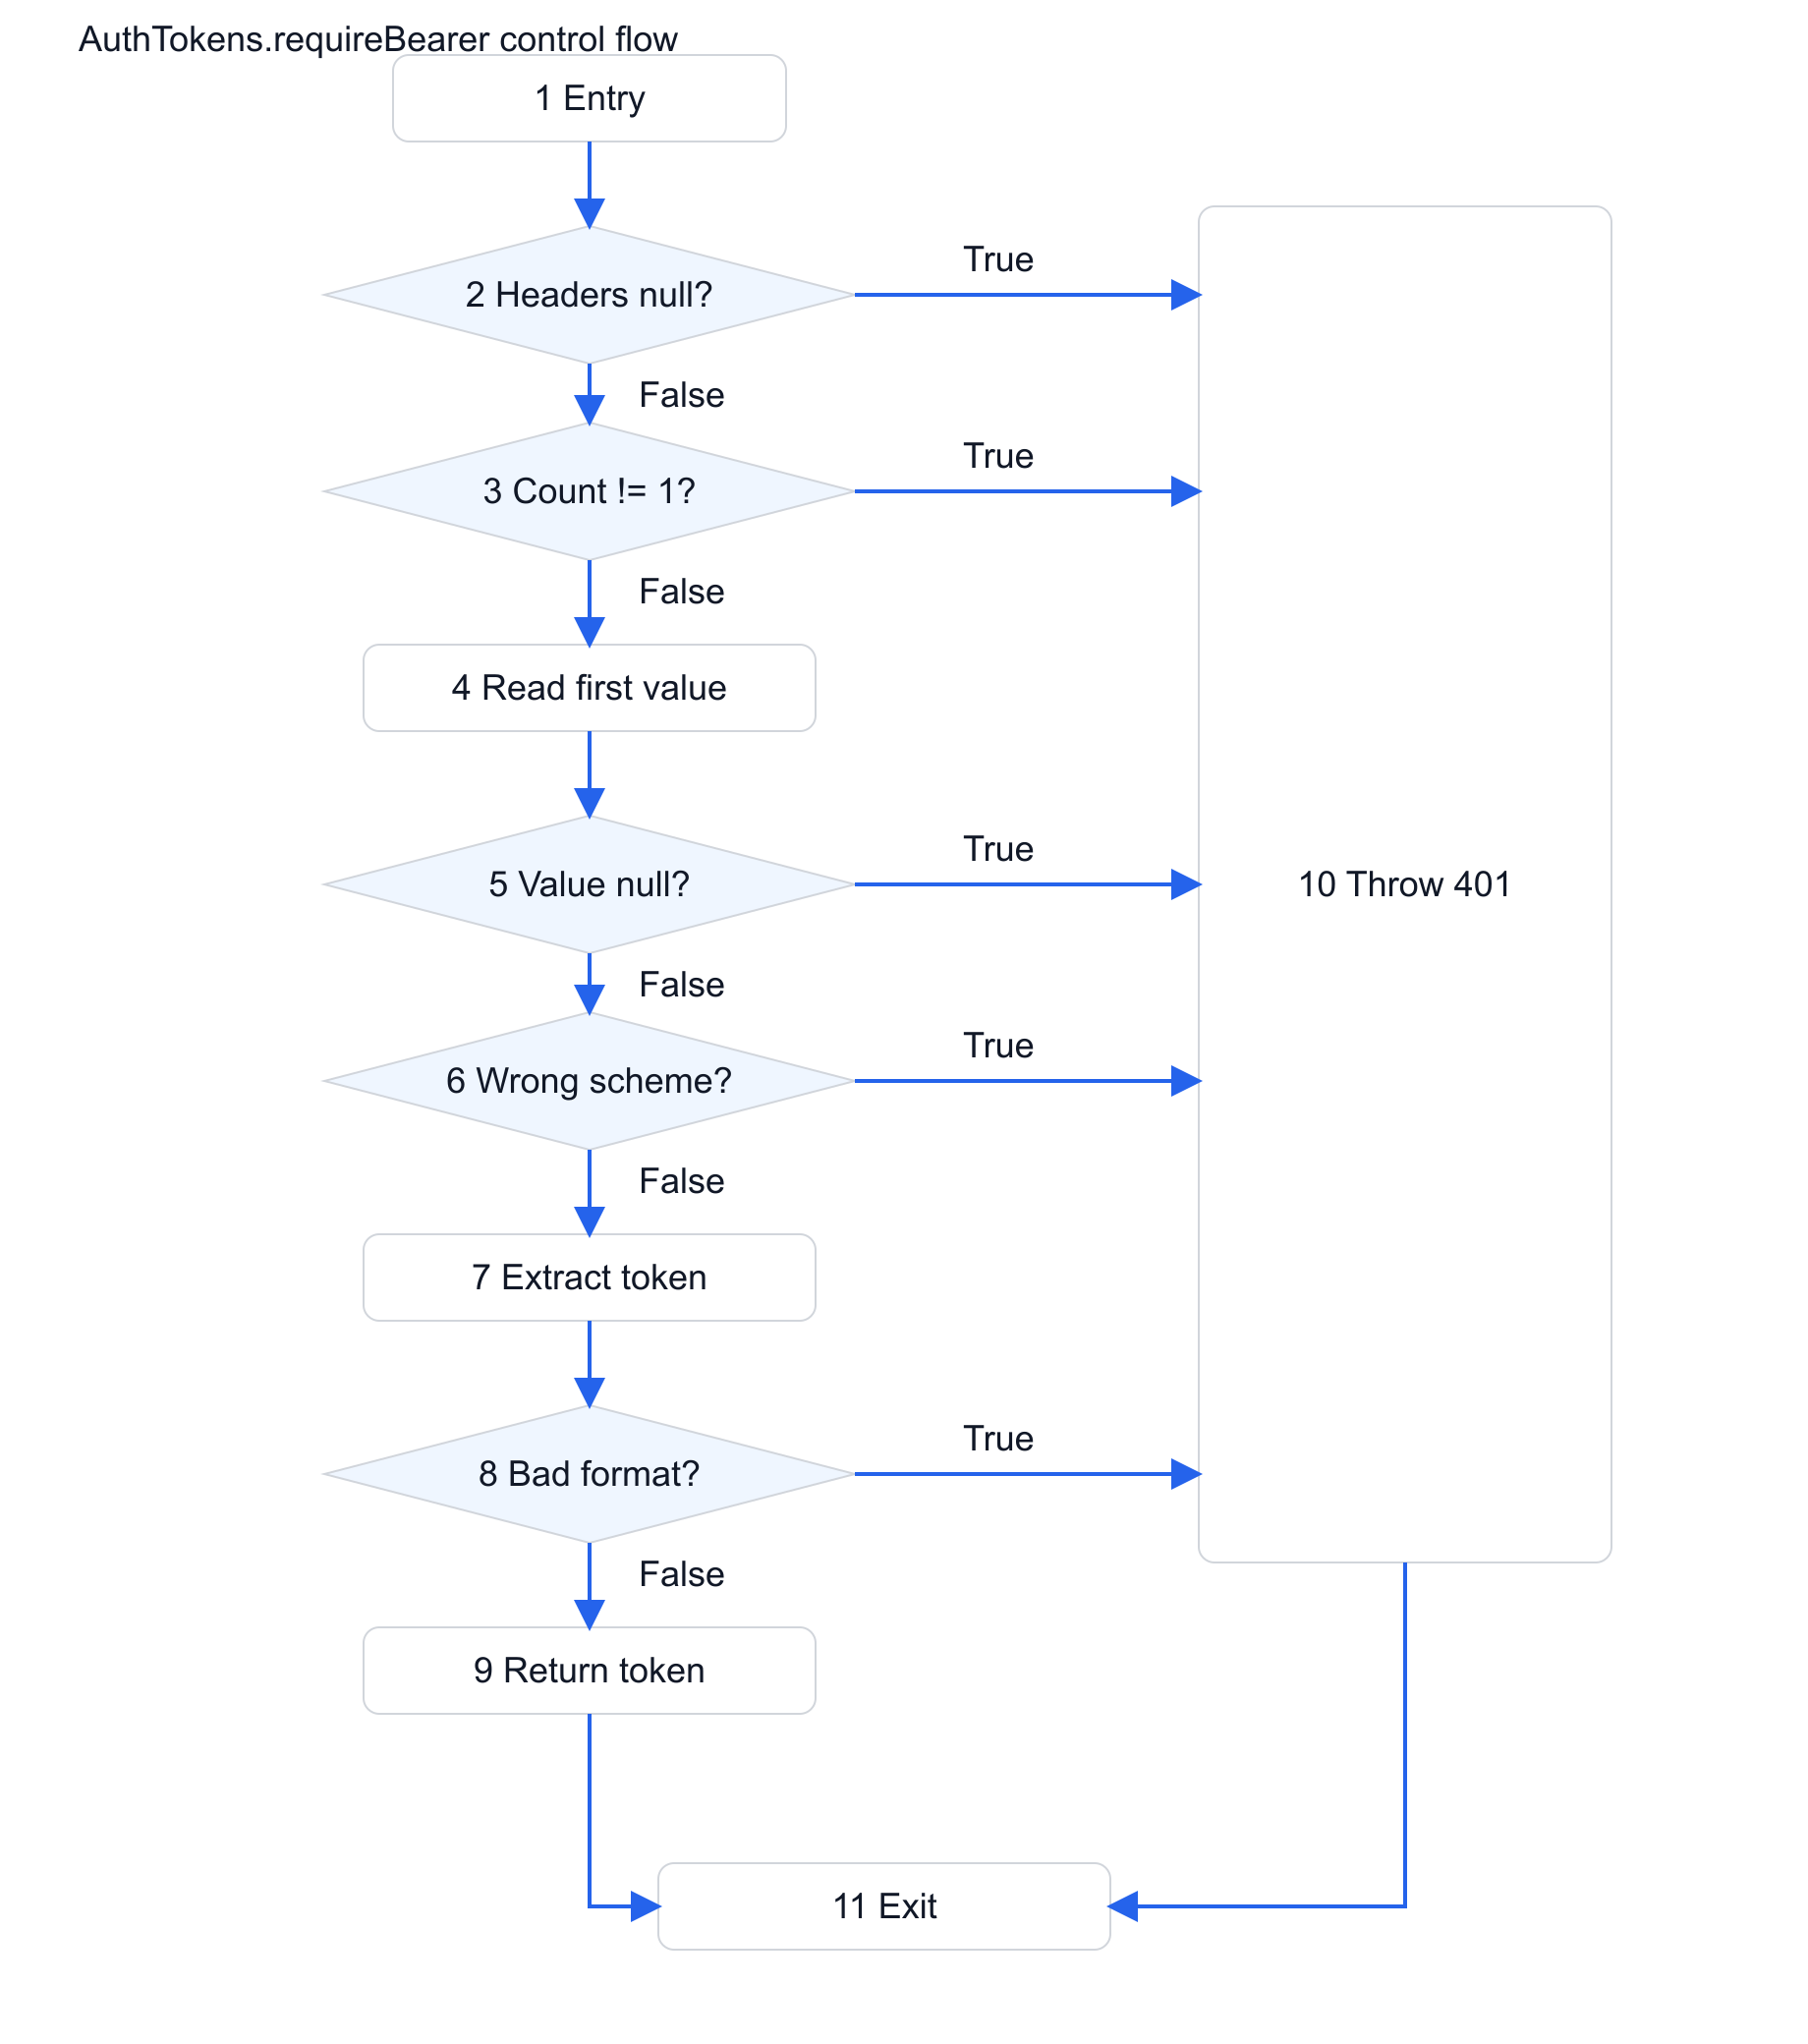 AuthTokens.requireBearer control flow
1 Entry
2 Headers null?
True
False
3 Count != 1?
True
False
4 Read first value
5 Value null?
True
10 Throw 401
False
6 Wrong scheme?
True
False
7 Extract token
8 Bad format?
True
False
9 Return token
11 Exit